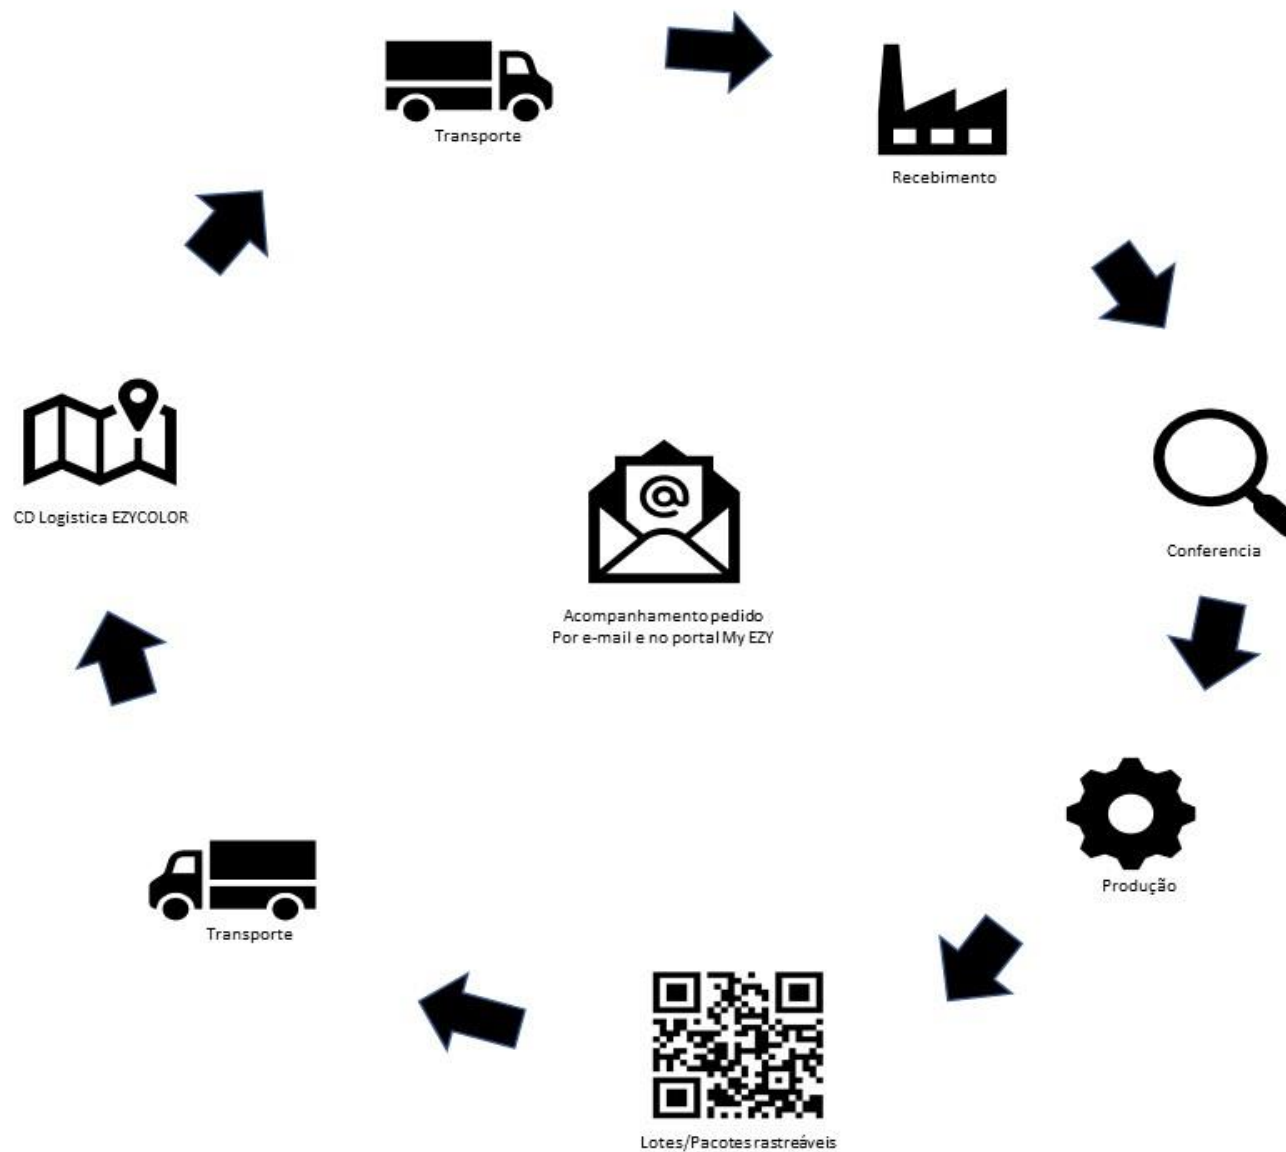 Transporte
Recebimento
CD Logistica EZYCOLOR
Conferencia
@
Acompanhamento pedido
Por e-mail e no portal My EZY
Produção
Transporte
Lotes/Pacotes rastreáveis